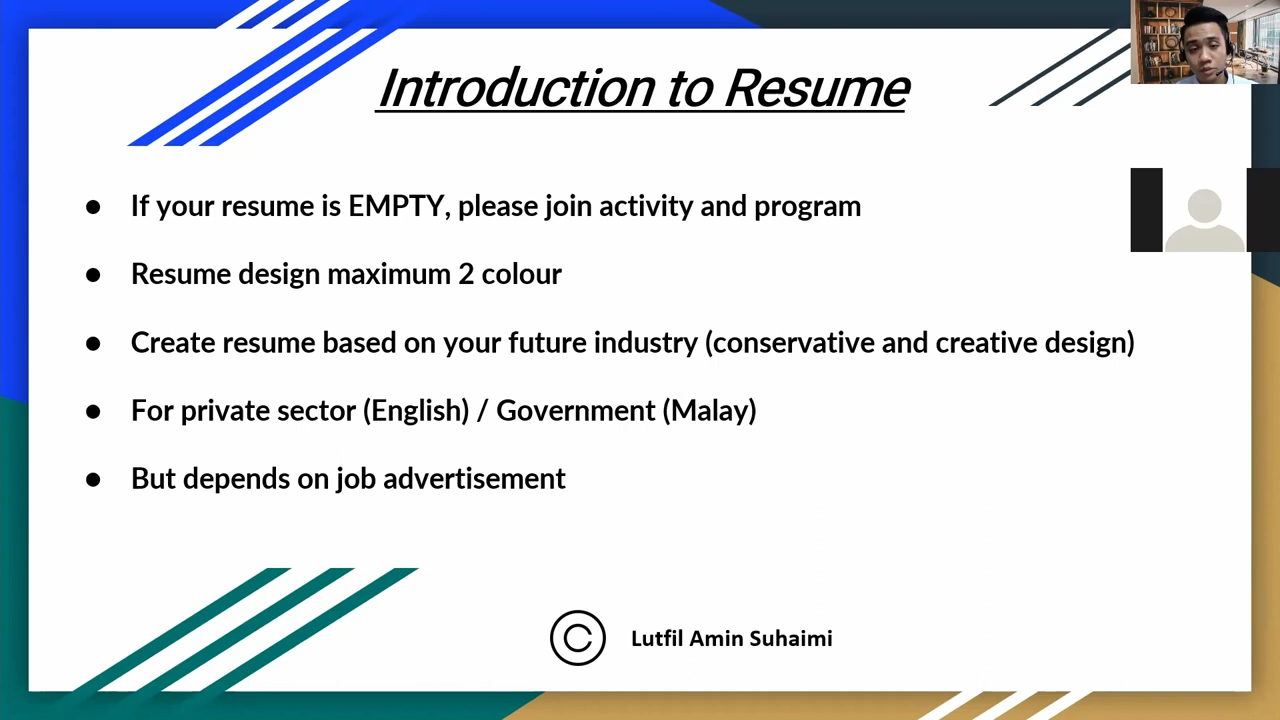 Introduction to Resume
● If your resume is EMPTY, please join activity and program
● Resume design maximum 2 colour
● Create resume based on your future industry (conservative and creative design)
● For private sector (English) / Government (Malay)
● But depends on job advertisement
© Lutfil Amin Suhaimi